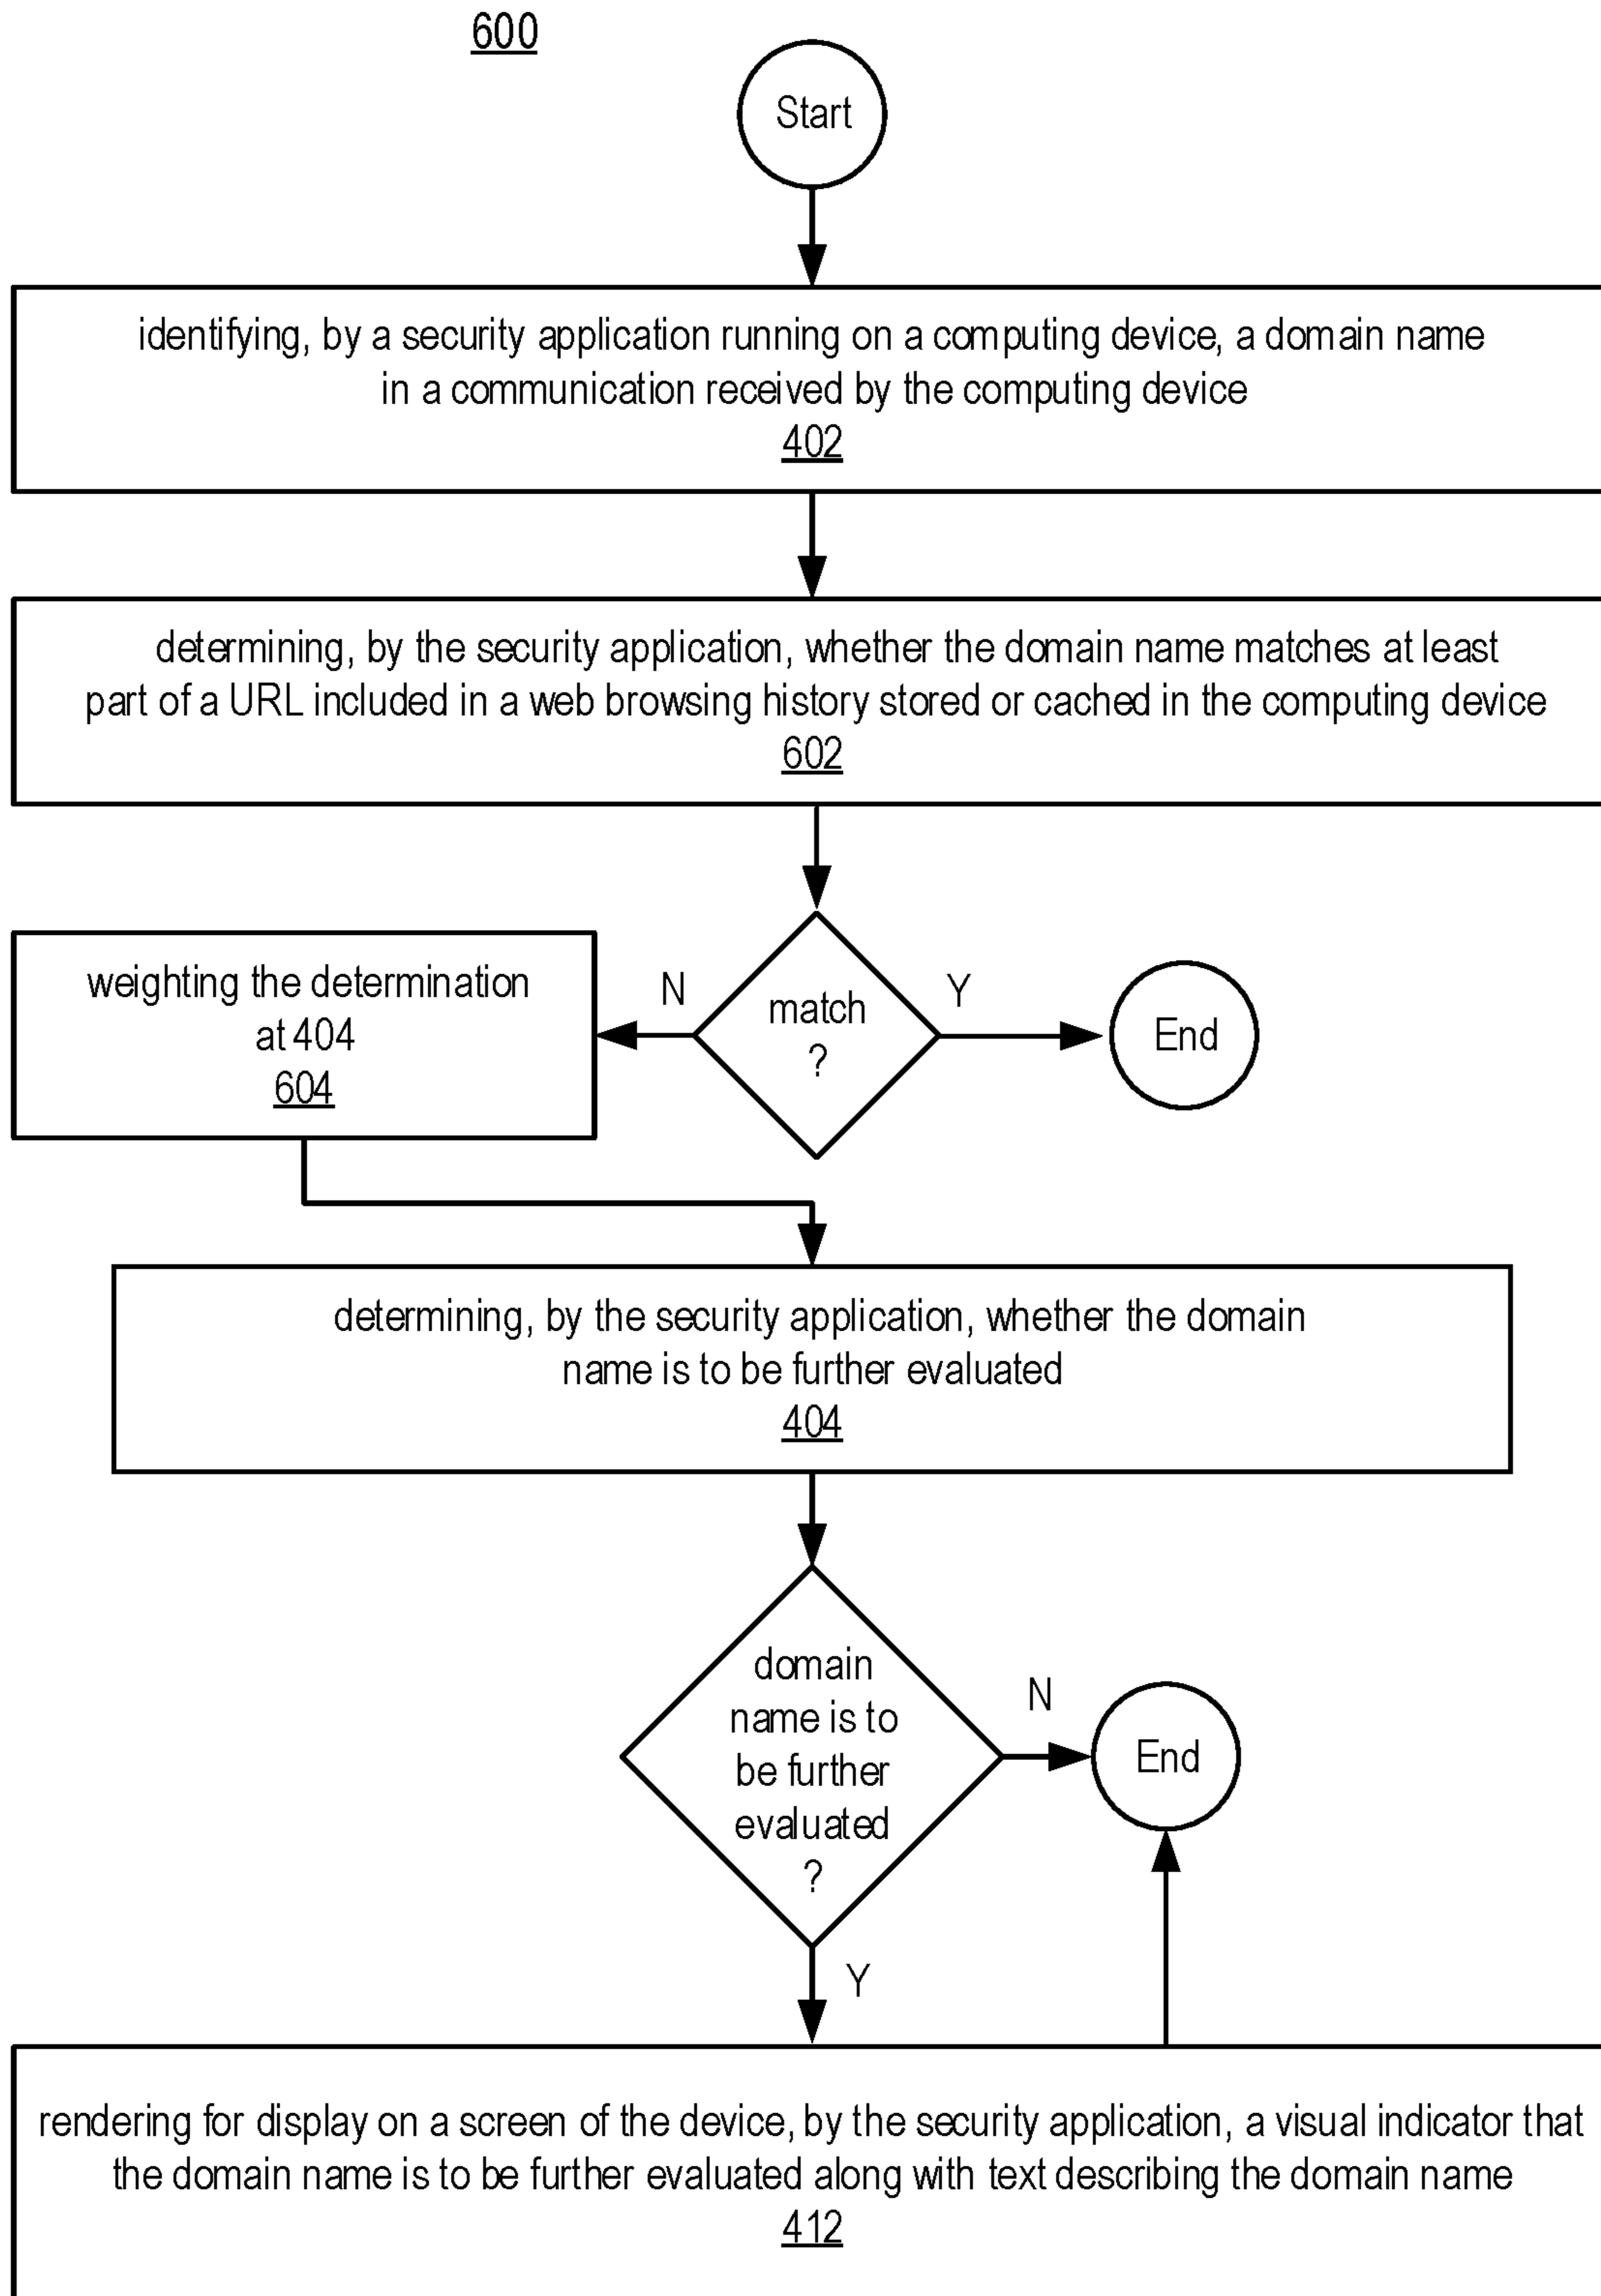 600
Start
identifying, by a security application running on a computing device, a domain name
in a communication received by the computing device
402
determining, by the security application, whether the domain name matches at least
part of a URL included in a web browsing history stored or cached in the computing device
602
weighting the determination
at 404
604
N
match
?
Y
End
determining, by the security application, whether the domain
name is to be further evaluated
404
domain
name is to
be further
evaluated
?
N
End
Y
rendering for display on a screen of the device, by the security application, a visual indicator that
the domain name is to be further evaluated along with text describing the domain name
412